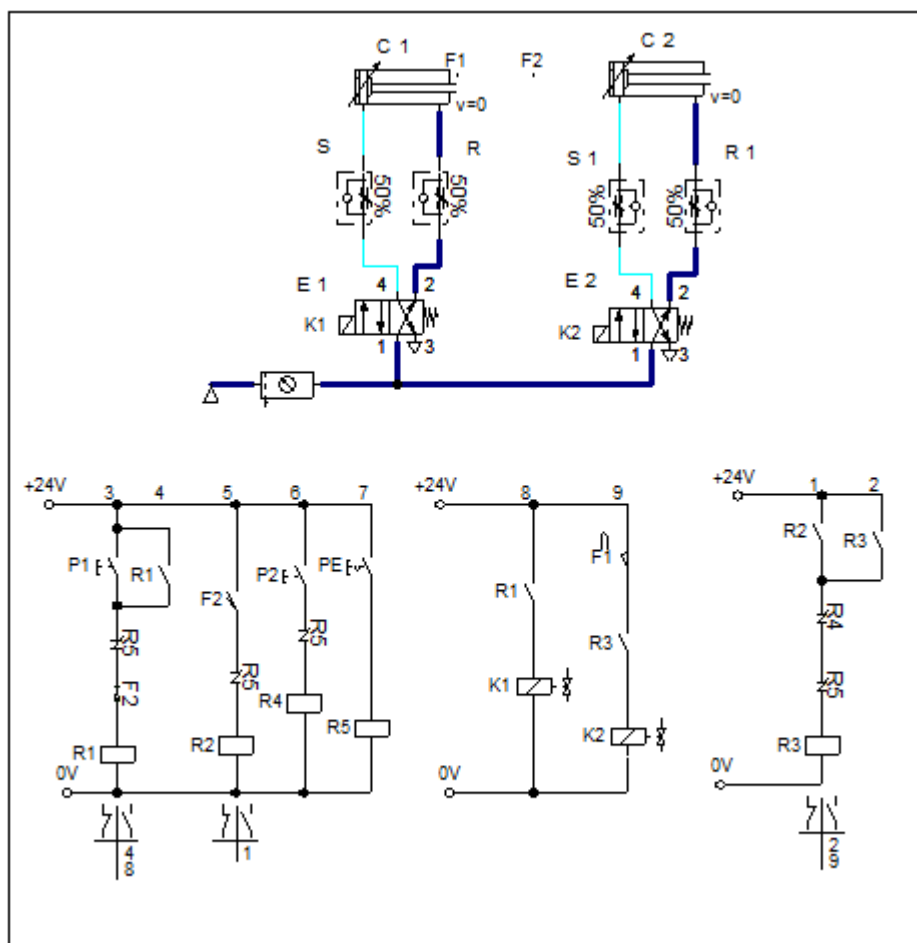 C 1
F1
F2
C 2
v=0
v=0
S
R
S 1
R 1
50%
50%
50%
50%
E 1
4
2
E 2
4
2
K1
1
3
K2
1
3
+24V
3
4
5
6
7
+24V
8
9
+24V
1
2
P1
R1
P2
PE
F1
R2
R3
F2
R1
R5
R5
R3
R4
F2
R5
R4
K1
R5
R1
R2
R5
K2
R3
0V
0V
0V
4
8
1
2
9